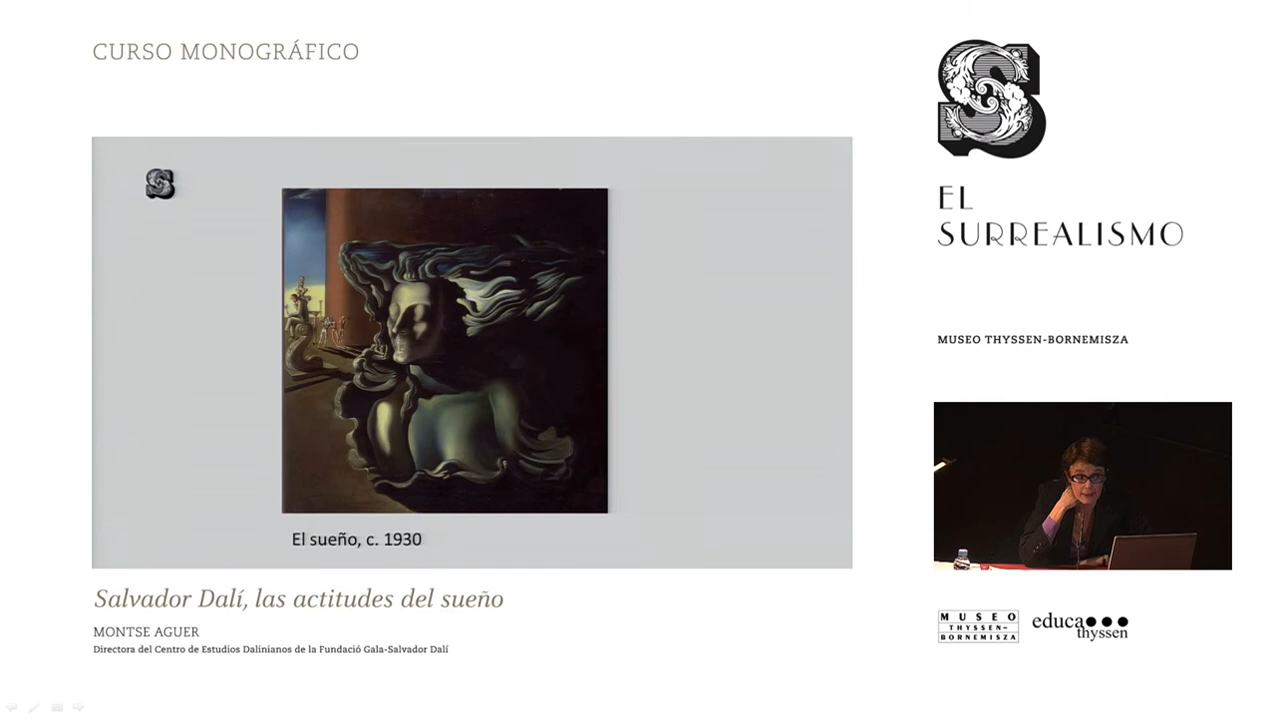 CURSO MONOGRÁFICO
S
S
EL
SURREALISMO
MUSEO THYSSEN-BORNEMISZA
El sueño, c. 1930
Salvador Dalí, las actitudes del sueño
MONTSE AGUER
Directora del Centro de Estudios Dalinianos de la Fundació Gala-Salvador Dalí
MUSEO
THYSSEN-
BORNEMISZA
educa
thyssen